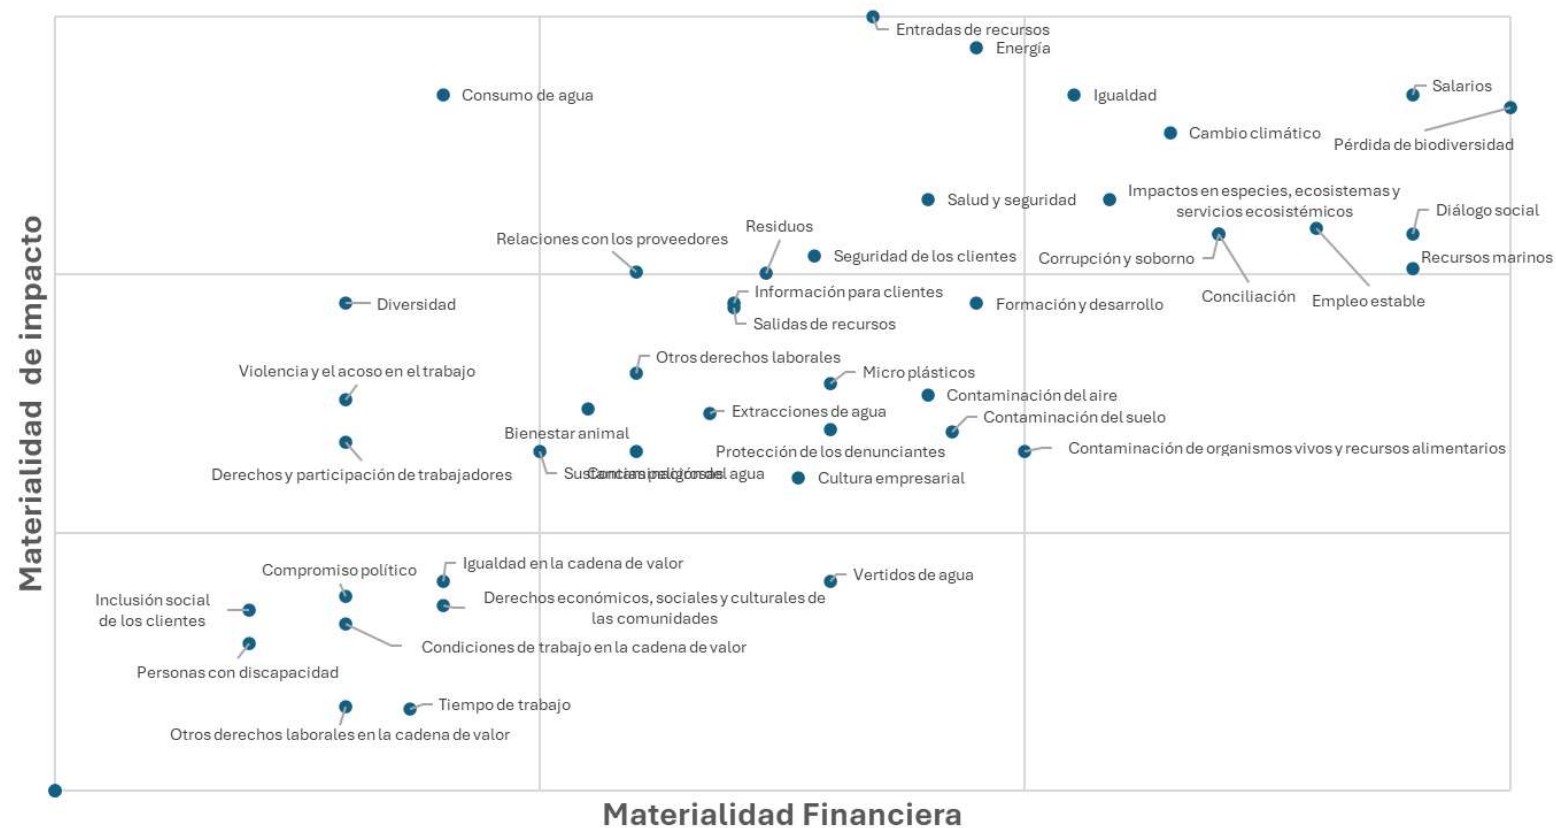 Entradas de recursos
Energía
Consumo de agua
Igualdad
Salarios
Cambio climático
Pérdida de biodiversidad
Salud y seguridad
Impactos en especies, ecosistemas y
servicios ecosistémicos
Diálogo social
Residuos
Relaciones con los proveedores
Seguridad de los clientes
Corrupción y soborno
Recursos marinos
Conciliación
Empleo estable
Información para clientes
Diversidad
Formación y desarrollo
Salidas de recursos
Otros derechos laborales
Violencia y el acoso en el trabajo
Micro plásticos
Contaminación del aire
Extracciones de agua
Contaminación del suelo
Bienestar animal
Protección de los denunciantes
Contaminación de organismos vivos y recursos alimentarios
Derechos y participación de trabajadores
Sustancias peligrosas
Contaminación del agua
Cultura empresarial
Igualdad en la cadena de valor
Compromiso político
Vertidos de agua
Inclusión social
de los clientes
Derechos económicos, sociales y culturales de
las comunidades
Condiciones de trabajo en la cadena de valor
Personas con discapacidad
Tiempo de trabajo
Otros derechos laborales en la cadena de valor
Materialidad de impacto
Materialidad Financiera